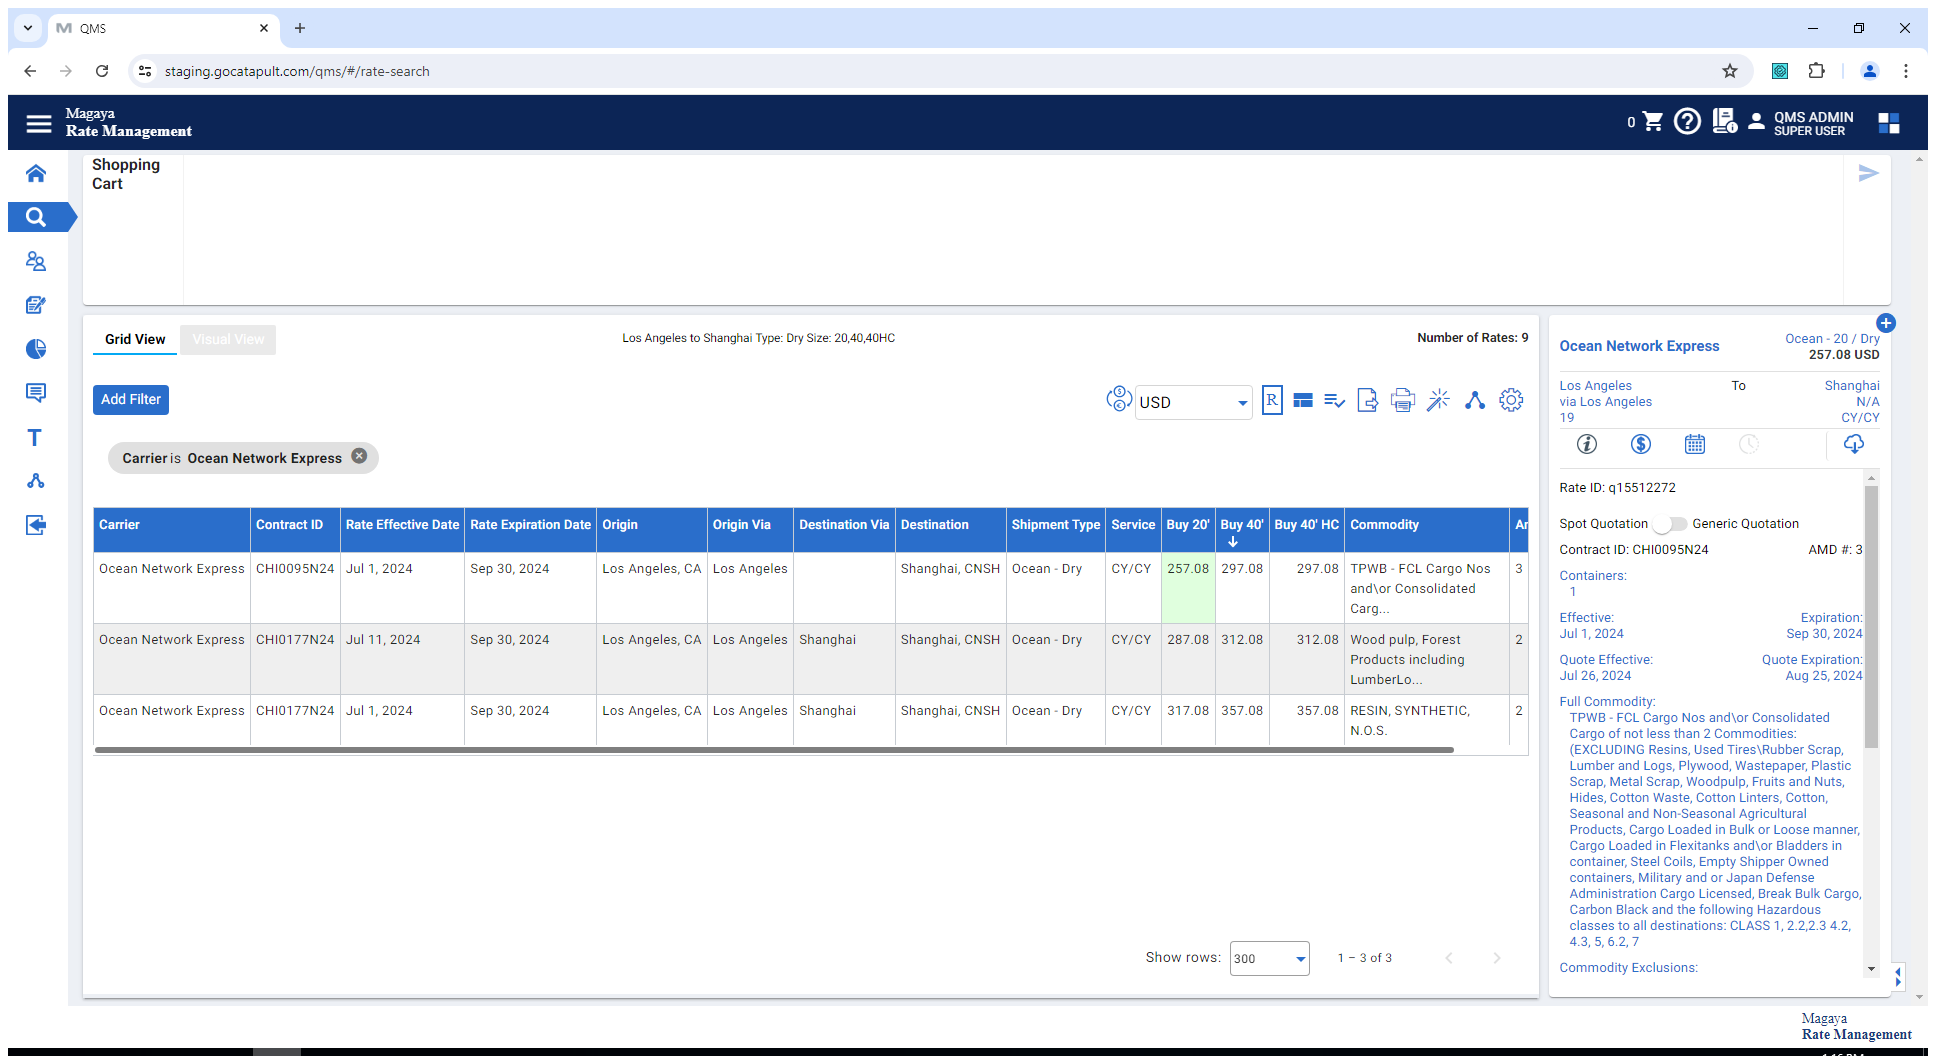 QMS
staging.gocatapult.com/qms/#/rate-search
Magaya
Rate Management
0
QMS ADMIN
SUPER USER
Shopping
Cart
Grid View
Visual View
Los Angeles to Shanghai Type: Dry Size: 20,40,40HC
Number of Rates: 9
Add Filter
USD
R
Carrier is Ocean Network Express
Carrier Contract ID Rate Effective Date Rate Expiration Date Origin Origin Via Destination Via Destination Shipment Type Service Buy 20' Buy 40' Buy 40' HC Commodity
Ocean Network Express CHI0095N24 Jul 1, 2024 Sep 30, 2024 Los Angeles, CA Los Angeles Shanghai, CNSH Ocean - Dry CY/CY 257.08 297.08 297.08 TPWB - FCL Cargo Nos 3
and\or Consolidated
Carg...
Ocean Network Express CHI0177N24 Jul 11, 2024 Sep 30, 2024 Los Angeles, CA Los Angeles Shanghai Shanghai, CNSH Ocean - Dry CY/CY 287.08 312.08 312.08 Wood pulp, Forest 2
Products including
LumberLo...
Ocean Network Express CHI0177N24 Jul 1, 2024 Sep 30, 2024 Los Angeles, CA Los Angeles Shanghai Shanghai, CNSH Ocean - Dry CY/CY 317.08 357.08 357.08 RESIN, SYNTHETIC, 2
N.O.S.
Show rows: 300 1 – 3 of 3
Ocean Network Express
Ocean - 20 / Dry
257.08 USD
Los Angeles To Shanghai
via Los Angeles N/A
19 CY/CY
Rate ID: q15512272
Spot Quotation Generic Quotation
Contract ID: CHI0095N24 AMD #: 3
Containers:
1
Effective: Expiration:
Jul 1, 2024 Sep 30, 2024
Quote Effective: Quote Expiration:
Jul 26, 2024 Aug 25, 2024
Full Commodity:
TPWB - FCL Cargo Nos and\or Consolidated
Cargo of not less than 2 Commodities:
(EXCLUDING Resins, Used Tires\Rubber Scrap,
Lumber and Logs, Plywood, Wastepaper, Plastic
Scrap, Metal Scrap, Woodpulp, Fruits and Nuts,
Hides, Cotton Waste, Cotton Linters, Cotton,
Seasonal and Non-Seasonal Agricultural
Products, Cargo Loaded in Bulk or Loose manner,
Cargo Loaded in Flexitanks and\or Bladders in
container, Steel Coils, Empty Shipper Owned
containers, Military and or Japan Defense
Administration Cargo Licensed, Break Bulk Cargo,
Carbon Black and the following Hazardous
classes to all destinations: CLASS 1, 2.2,2.3 4.2,
4.3, 5, 6.2, 7
Commodity Exclusions:
Magaya
Rate Management